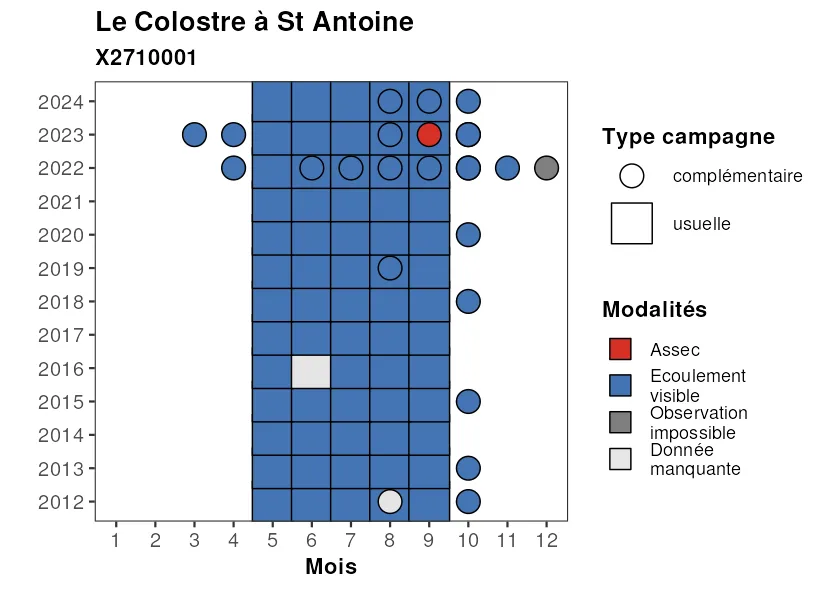 Le Colostre à St Antoine
X2710001
2024
2023
2022
2021
2020
2019
2018
2017
2016
2015
2014
2013
2012
1 2 3 4 5 6 7 8 9 10 11 12
Mois
Type campagne
complémentaire
usuelle
Modalités
Assec
Ecoulement
visible
Observation
impossible
Donnée
manquante